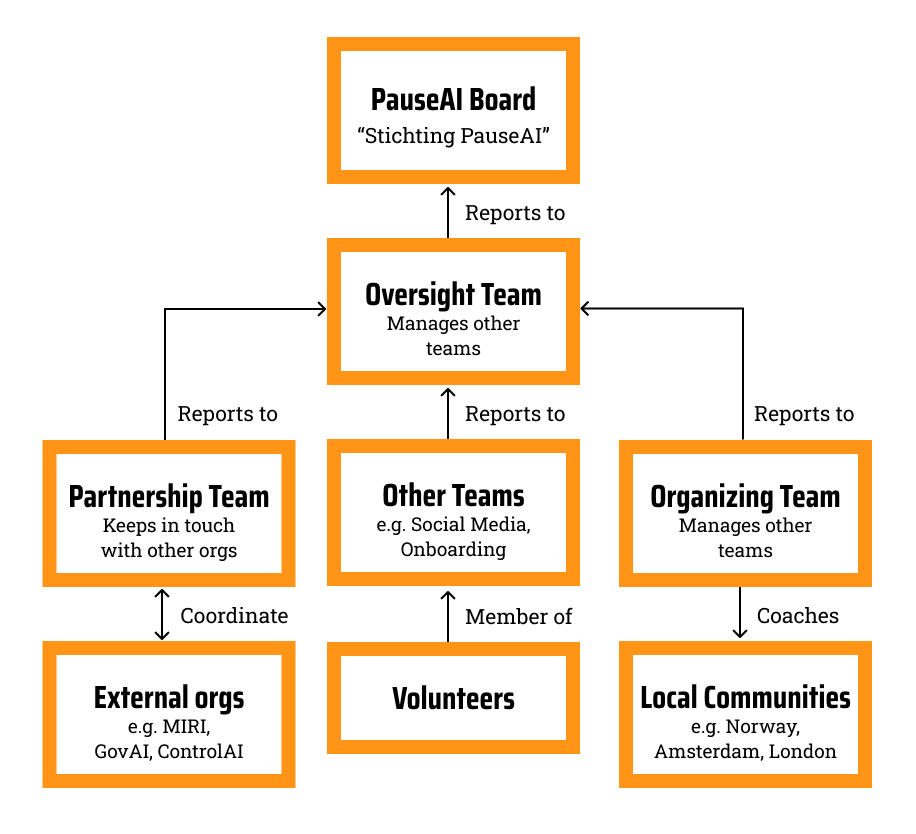 PauseAI Board
“Stichting PauseAI”
Reports to
Oversight Team
Manages other
teams
Reports to
Reports to
Reports to
Partnership Team
Keeps in touch
with other orgs
Other Teams
e.g. Social Media,
Onboarding
Organizing Team
Manages other
teams
Coordinate
Member of
Coaches
External orgs
e.g. MIRI,
GovAI, ControlAI
Volunteers
Local Communities
e.g. Norway,
Amsterdam, London